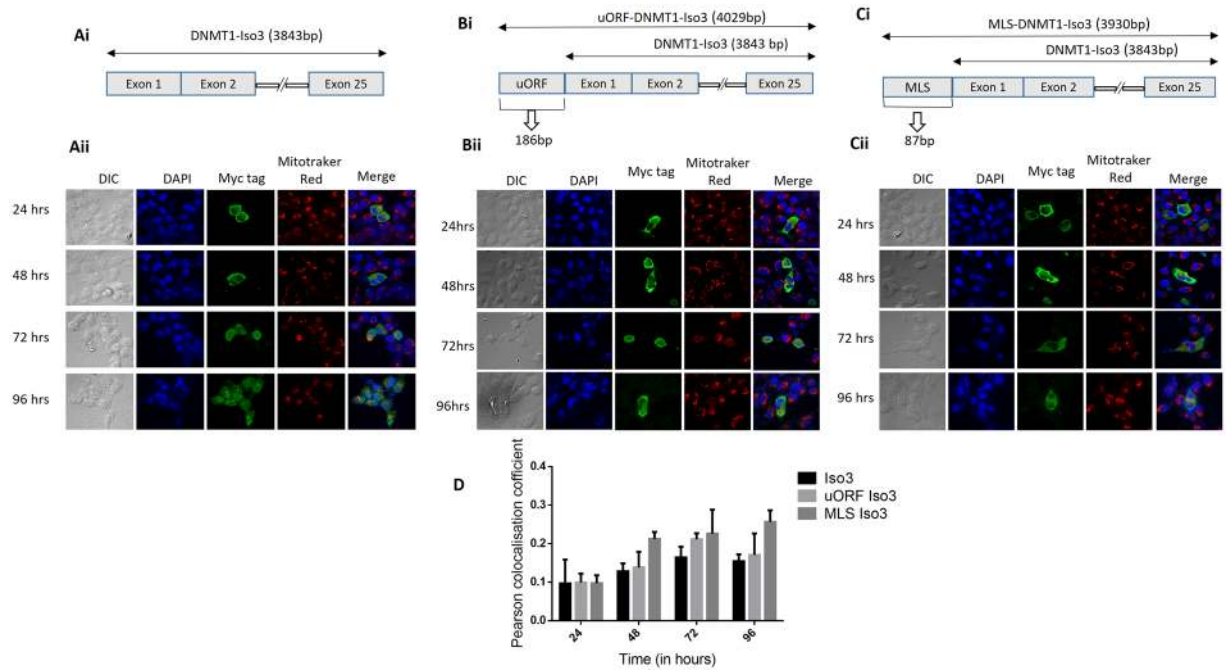 Ai
DNMT1-Iso3 (3843bp)
Exon 1 Exon 2 Exon 25
Bi
uORF-DNMT1-Iso3 (4029bp)
DNMT1-Iso3 (3843 bp)
uORF Exon 1 Exon 2 Exon 25
186bp
Ci
MLS-DNMT1-Iso3 (3930bp)
DNMT1-Iso3 (3843bp)
MLS Exon 1 Exon 2 Exon 25
87bp
Aii
DIC DAPI Myc tag Mitotraker Red Merge
24 hrs
48 hrs
72 hrs
96 hrs
Bii
DIC DAPI Myc tag Mitotraker Red Merge
24hrs
48hrs
72hrs
96hrs
Cii
DIC DAPI Myc tag Mitotraker Red Merge
24 hrs
48 hrs
72 hrs
96 hrs
D
Pearson colocalisation cofficient
0.4
0.3
0.2
0.1
0.0
24 48 72 96
Time (in hours)
Iso3
uORF Iso3
MLS Iso3